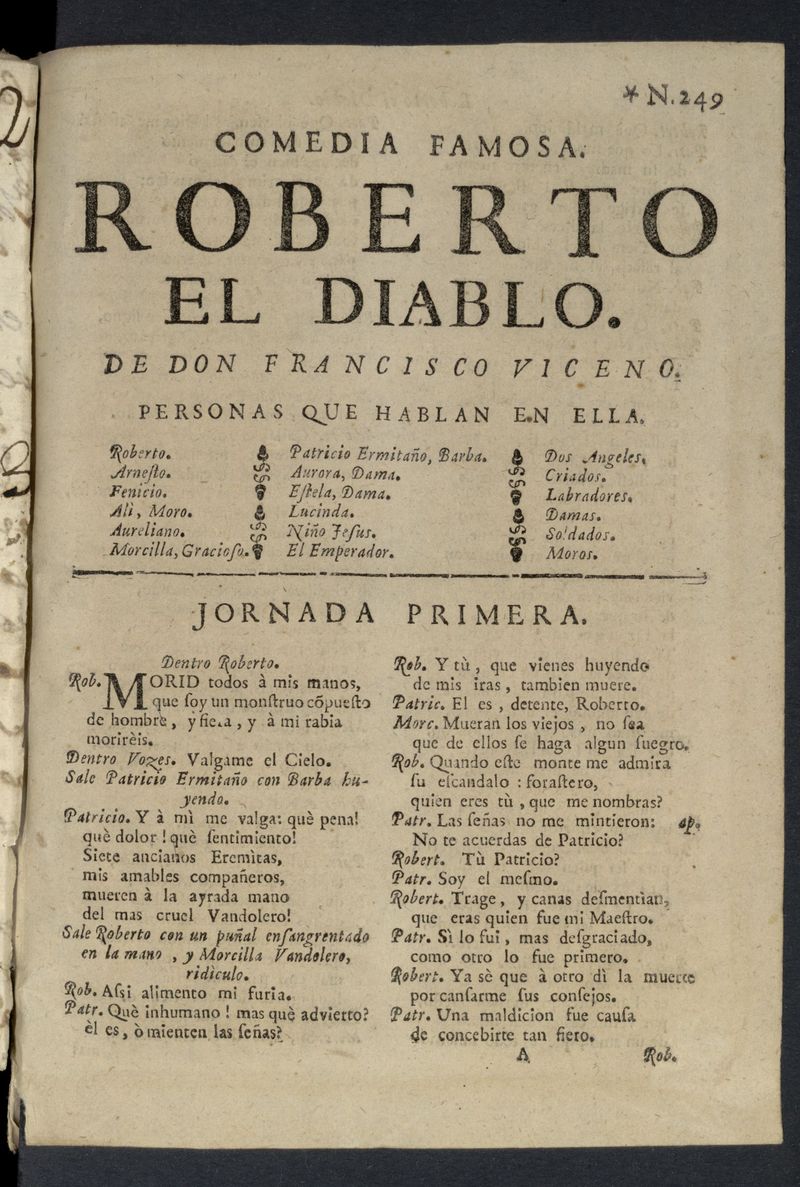 * N.249
COMEDIA FAMOSA.
ROBERTO
EL DIABLO.
DE DON FRANCISCO VICENO.
PERSONAS QUE HABLAN EN ELLA.
Roberto.
Arneſto.
Fenicio.
Alì, Moro.
Aureliano.
Morcilla, Gracioſo.
Patricio Ermitaño, Barba.
Aurora, Dama.
Eſtela, Dama.
Lucinda.
Niño Jeſus.
El Emperador.
Dos Angeles.
Criados.
Labradores.
Damas.
Soldados.
Moros.
JORNADA PRIMERA.
Dentro Roberto.
Rob. MORID todos à mis manos,
que ſoy un monſtruo cõpueſto
de hombre, y fiera, y à mi rabia
morirèis.
Dentro Vozes. Valgame el Cielo.
Sale Patricio Ermitaño con Barba hu-
yendo.
Patricio. Y à mì me valga: què pena!
què dolor! què ſentimiento!
Siete ancianos Eremitas,
mis amables compañeros,
mueren à la ayrada mano
del mas cruel Vandolero!
Sale Roberto con un puñal enſangrentado
en la mano, y Morcilla Vandolero,
ridiculo.
Rob. Aſsi alimento mi furia.
Patr. Què inhumano! mas què advierto?
èl es, ò mienten las ſeñas?
Rob. Y tù, que vienes huyendo
de mis iras, tambien muere.
Patric. El es, detente, Roberto.
Morc. Mueran los viejos, no ſea
que de ellos ſe haga algun ſuegro.
Rob. Quando eſte monte me admira
ſu eſcandalo: foraſtero,
quien eres tù, que me nombras?
Patr. Las ſeñas no me mintieron: ap.
No te acuerdas de Patricio?
Robert. Tù Patricio?
Patr. Soy el meſmo.
Robert. Trage, y canas deſmentian,
que eras quien fue mi Maeſtro.
Patr. Sì lo fui, mas deſgraciado,
como otro lo fue primero.
Robert. Ya sè que à otro dì la muerte
por canſarme ſus conſejos.
Patr. Una maldicion fue cauſa
de concebirte tan fiero.
A Rob.